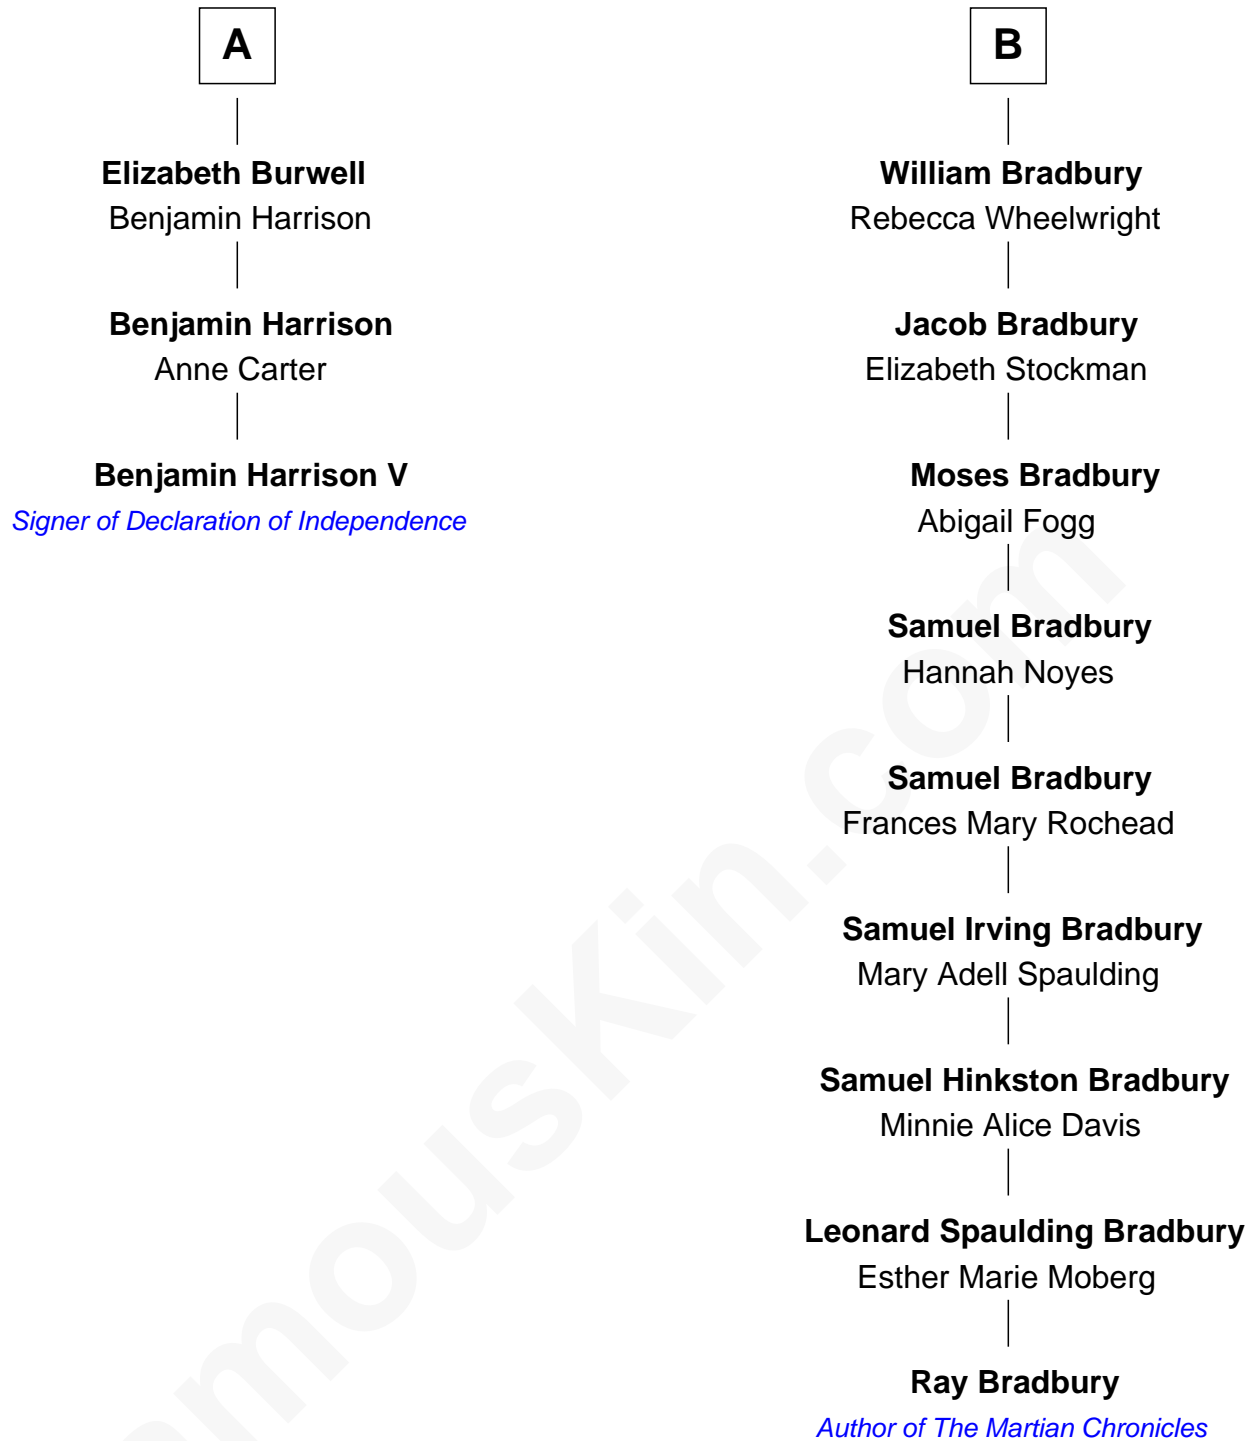 A
Elizabeth Burwell
Benjamin Harrison
Benjamin Harrison
Anne Carter
Benjamin Harrison V
Signer of Declaration of Independence
B
William Bradbury
Rebecca Wheelwright
Jacob Bradbury
Elizabeth Stockman
Moses Bradbury
Abigail Fogg
Samuel Bradbury
Hannah Noyes
Samuel Bradbury
Frances Mary Rochead
Samuel Irving Bradbury
Mary Adell Spaulding
Samuel Hinkston Bradbury
Minnie Alice Davis
Leonard Spaulding Bradbury
Esther Marie Moberg
Ray Bradbury
Author of The Martian Chronicles
amouskin.com